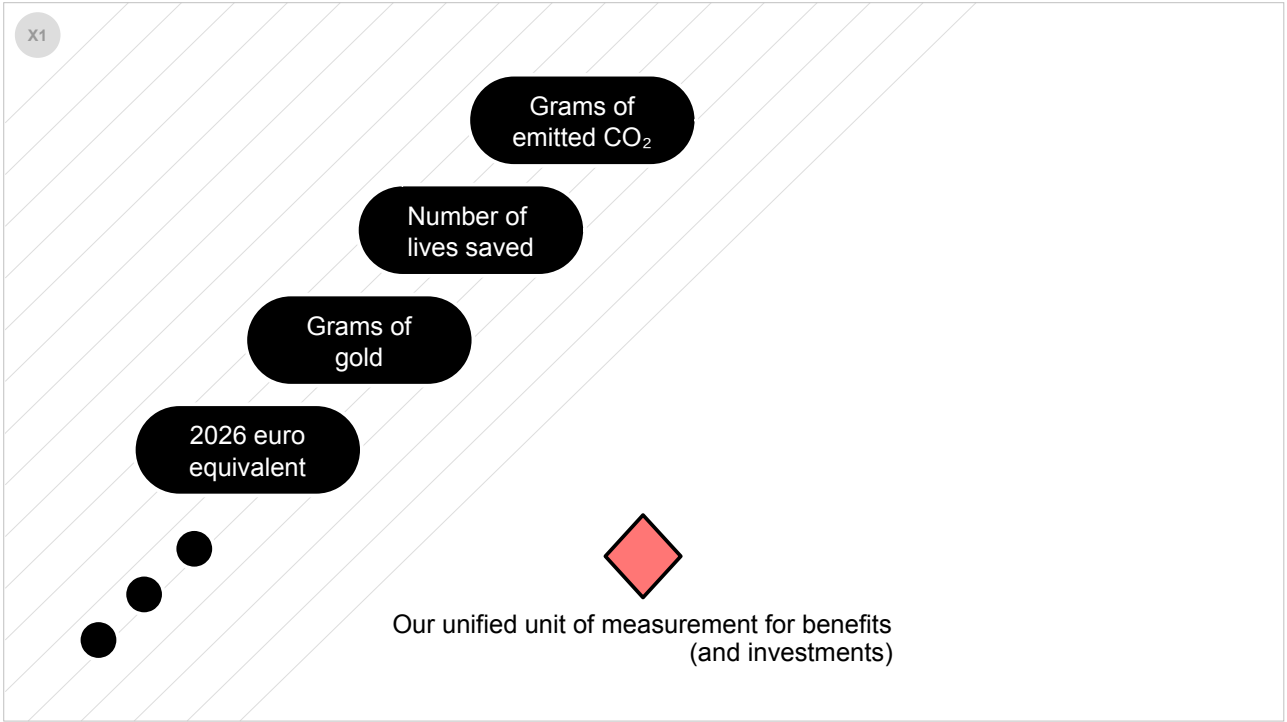 X1
Grams of
emitted CO₂
Number of
lives saved
Grams of
gold
2026 euro
equivalent
Our unified unit of measurement for benefits
(and investments)